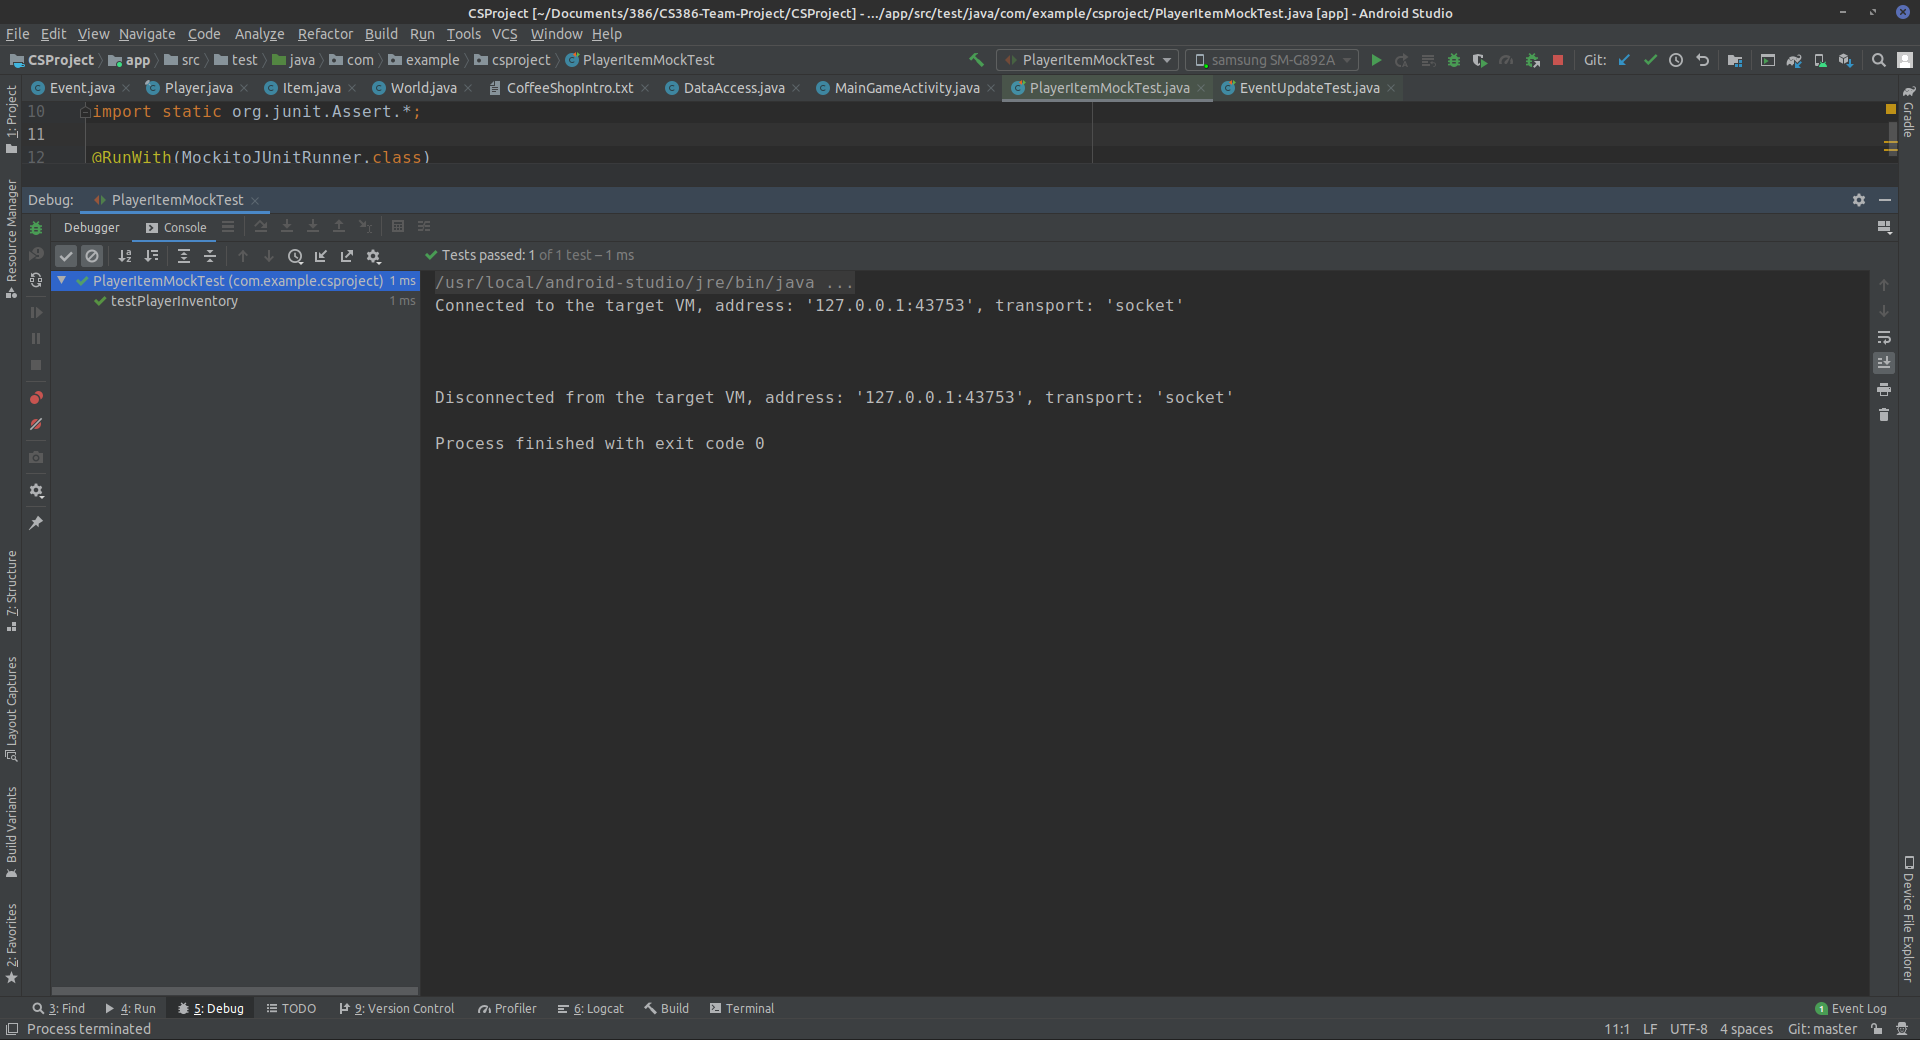 CSProject [~/Documents/386/CS386-Team-Project/CSProject] - .../app/src/test/java/com/example/csproject/PlayerItemMockTest.java [app] - Android Studio
File Edit View Navigate Code Analyze Refactor Build Run Tools VCS Window Help
CSProject app src test java com example csproject PlayerItemMockTest PlayerItemMockTest samsung SM-G892A Git:
Event.java Player.java Item.java World.java CoffeeShopIntro.txt DataAccess.java MainGameActivity.java PlayerItemMockTest.java EventUpdateTest.java
10 import static org.junit.Assert.*;
11
12 @RunWith(MockitoJUnitRunner.class)
Debug: PlayerItemMockTest
Debugger Console
Tests passed: 1 of 1 test – 1 ms
PlayerItemMockTest (com.example.csproject) 1 ms
testPlayerInventory 1 ms
/usr/local/android-studio/jre/bin/java ...
Connected to the target VM, address: '127.0.0.1:43753', transport: 'socket'
Disconnected from the target VM, address: '127.0.0.1:43753', transport: 'socket'
Process finished with exit code 0
1: Project
Resource Manager
7: Structure
Layout Captures
Build Variants
2: Favorites
Gradle
Device File Explorer
3: Find 4: Run 5: Debug TODO 9: Version Control Profiler 6: Logcat Build Terminal 1 Event Log
Process terminated 11:1 LF UTF-8 4 spaces Git: master